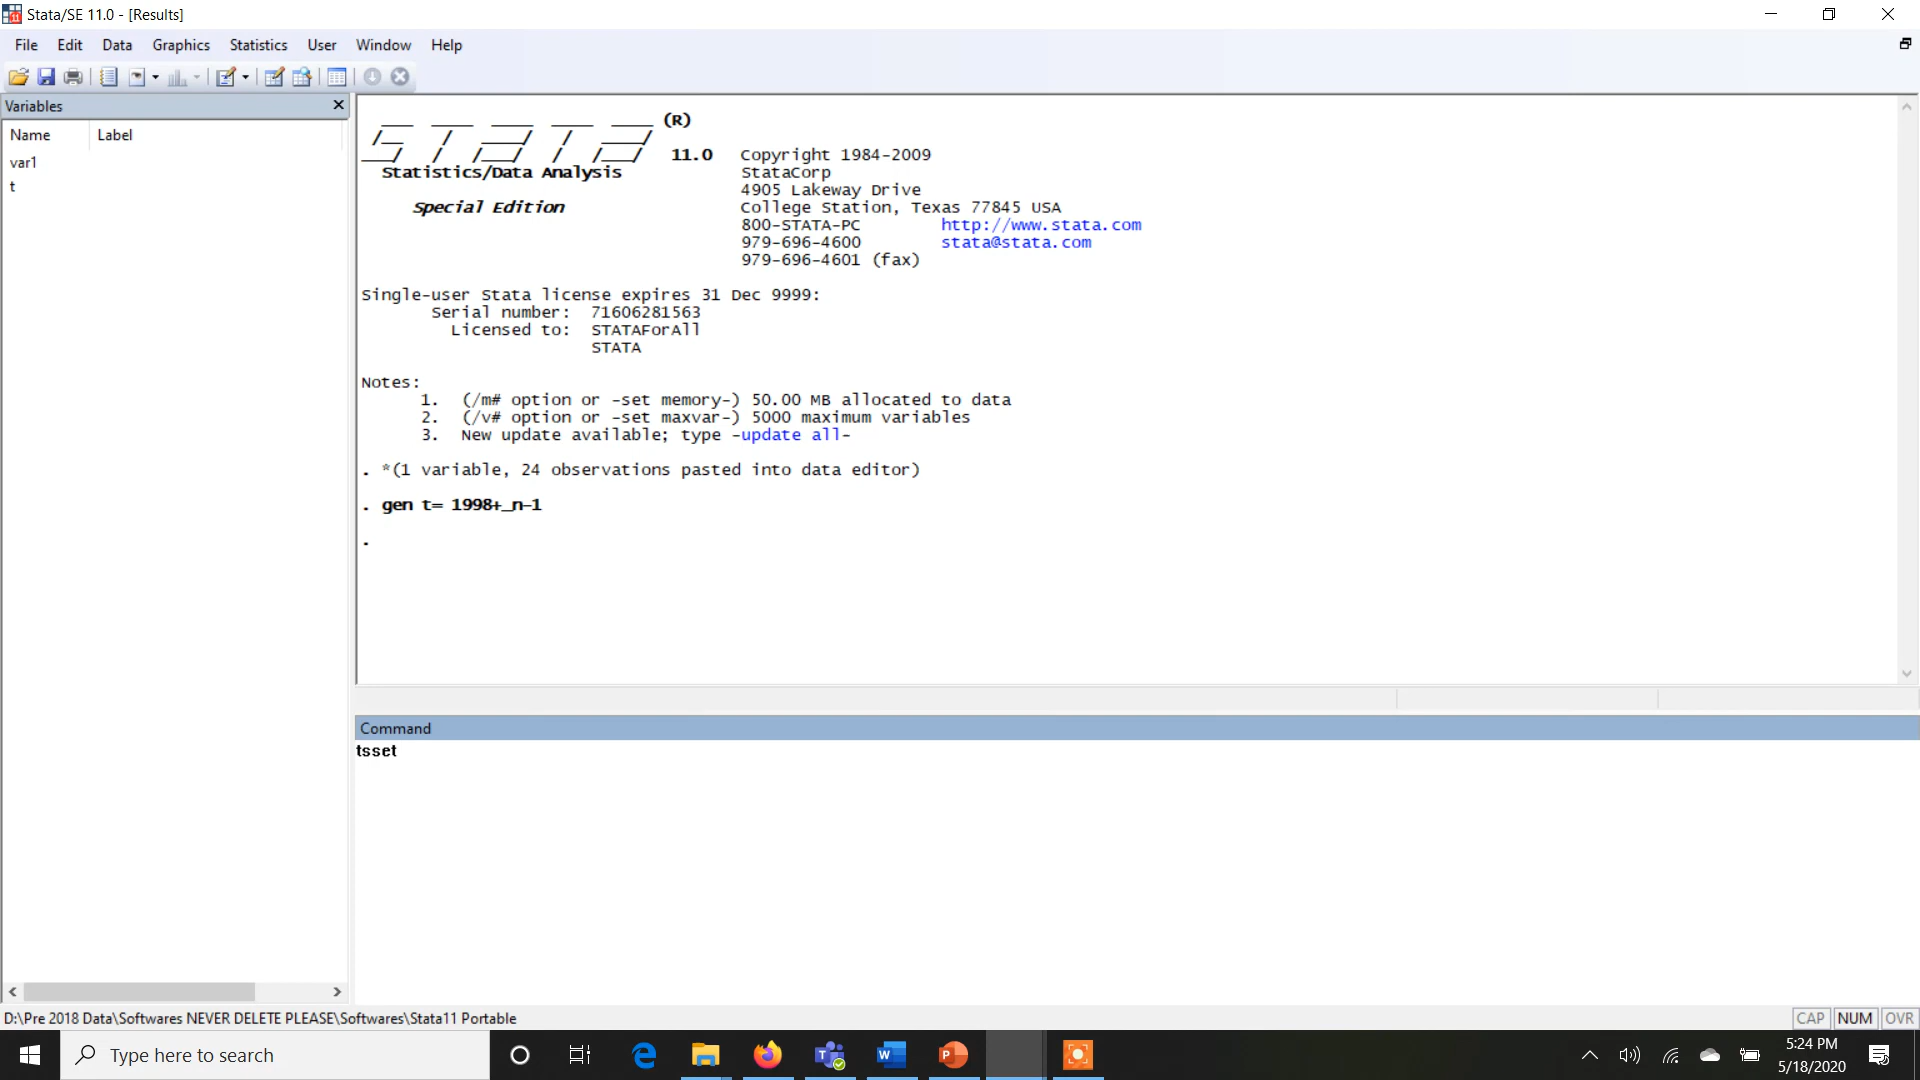 Stata/SE 11.0 - [Results]
File Edit Data Graphics Statistics User Window Help
Variables
Name Label
var1
t
(R)
STATA
11.0 Copyright 1984-2009
Statistics/Data Analysis StataCorp
4905 Lakeway Drive
Special Edition College Station, Texas 77845 USA
800-STATA-PC http://www.stata.com
979-696-4600 stata@stata.com
979-696-4601 (fax)
Single-user Stata license expires 31 Dec 9999:
Serial number: 71606281563
Licensed to: STATAForAll
STATA
Notes:
1. (/m# option or -set memory-) 50.00 MB allocated to data
2. (/v# option or -set maxvar-) 5000 maximum variables
3. New update available; type -update all-
. *(1 variable, 24 observations pasted into data editor)
. gen t= 1998+_n-1
.
Command
tsset
D:\Pre 2018 Data\Softwares NEVER DELETE PLEASE\Softwares\Stata11 Portable
CAP NUM OVR
Type here to search
5:24 PM
5/18/2020